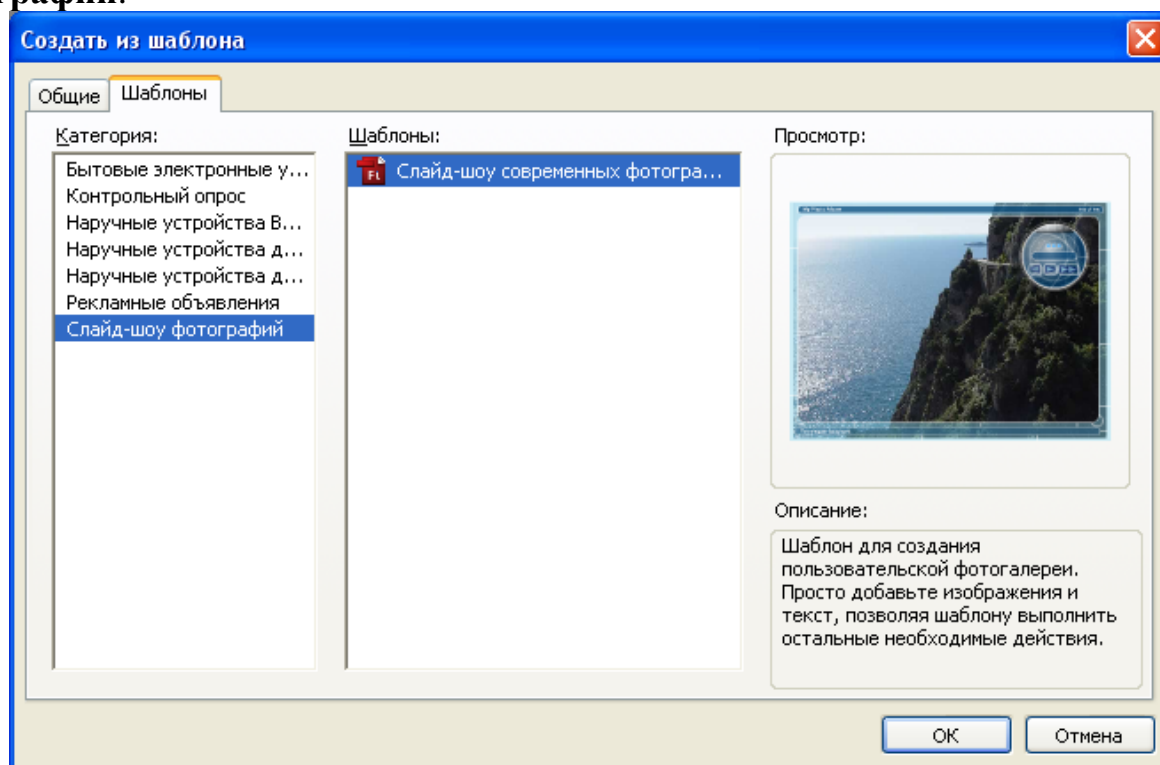 графий.
Создать из шаблона
Общие Шаблоны
Категория:
Бытовые электронные у...
Контрольный опрос
Наручные устройства В...
Наручные устройства д...
Наручные устройства д...
Рекламные объявления
Слайд-шоу фотографий
Шаблоны:
Слайд-шоу современных фотогра...
Просмотр:
Описание:
Шаблон для создания
пользовательской фотогалереи.
Просто добавьте изображения и
текст, позволяя шаблону выполнить
остальные необходимые действия.
OK Отмена